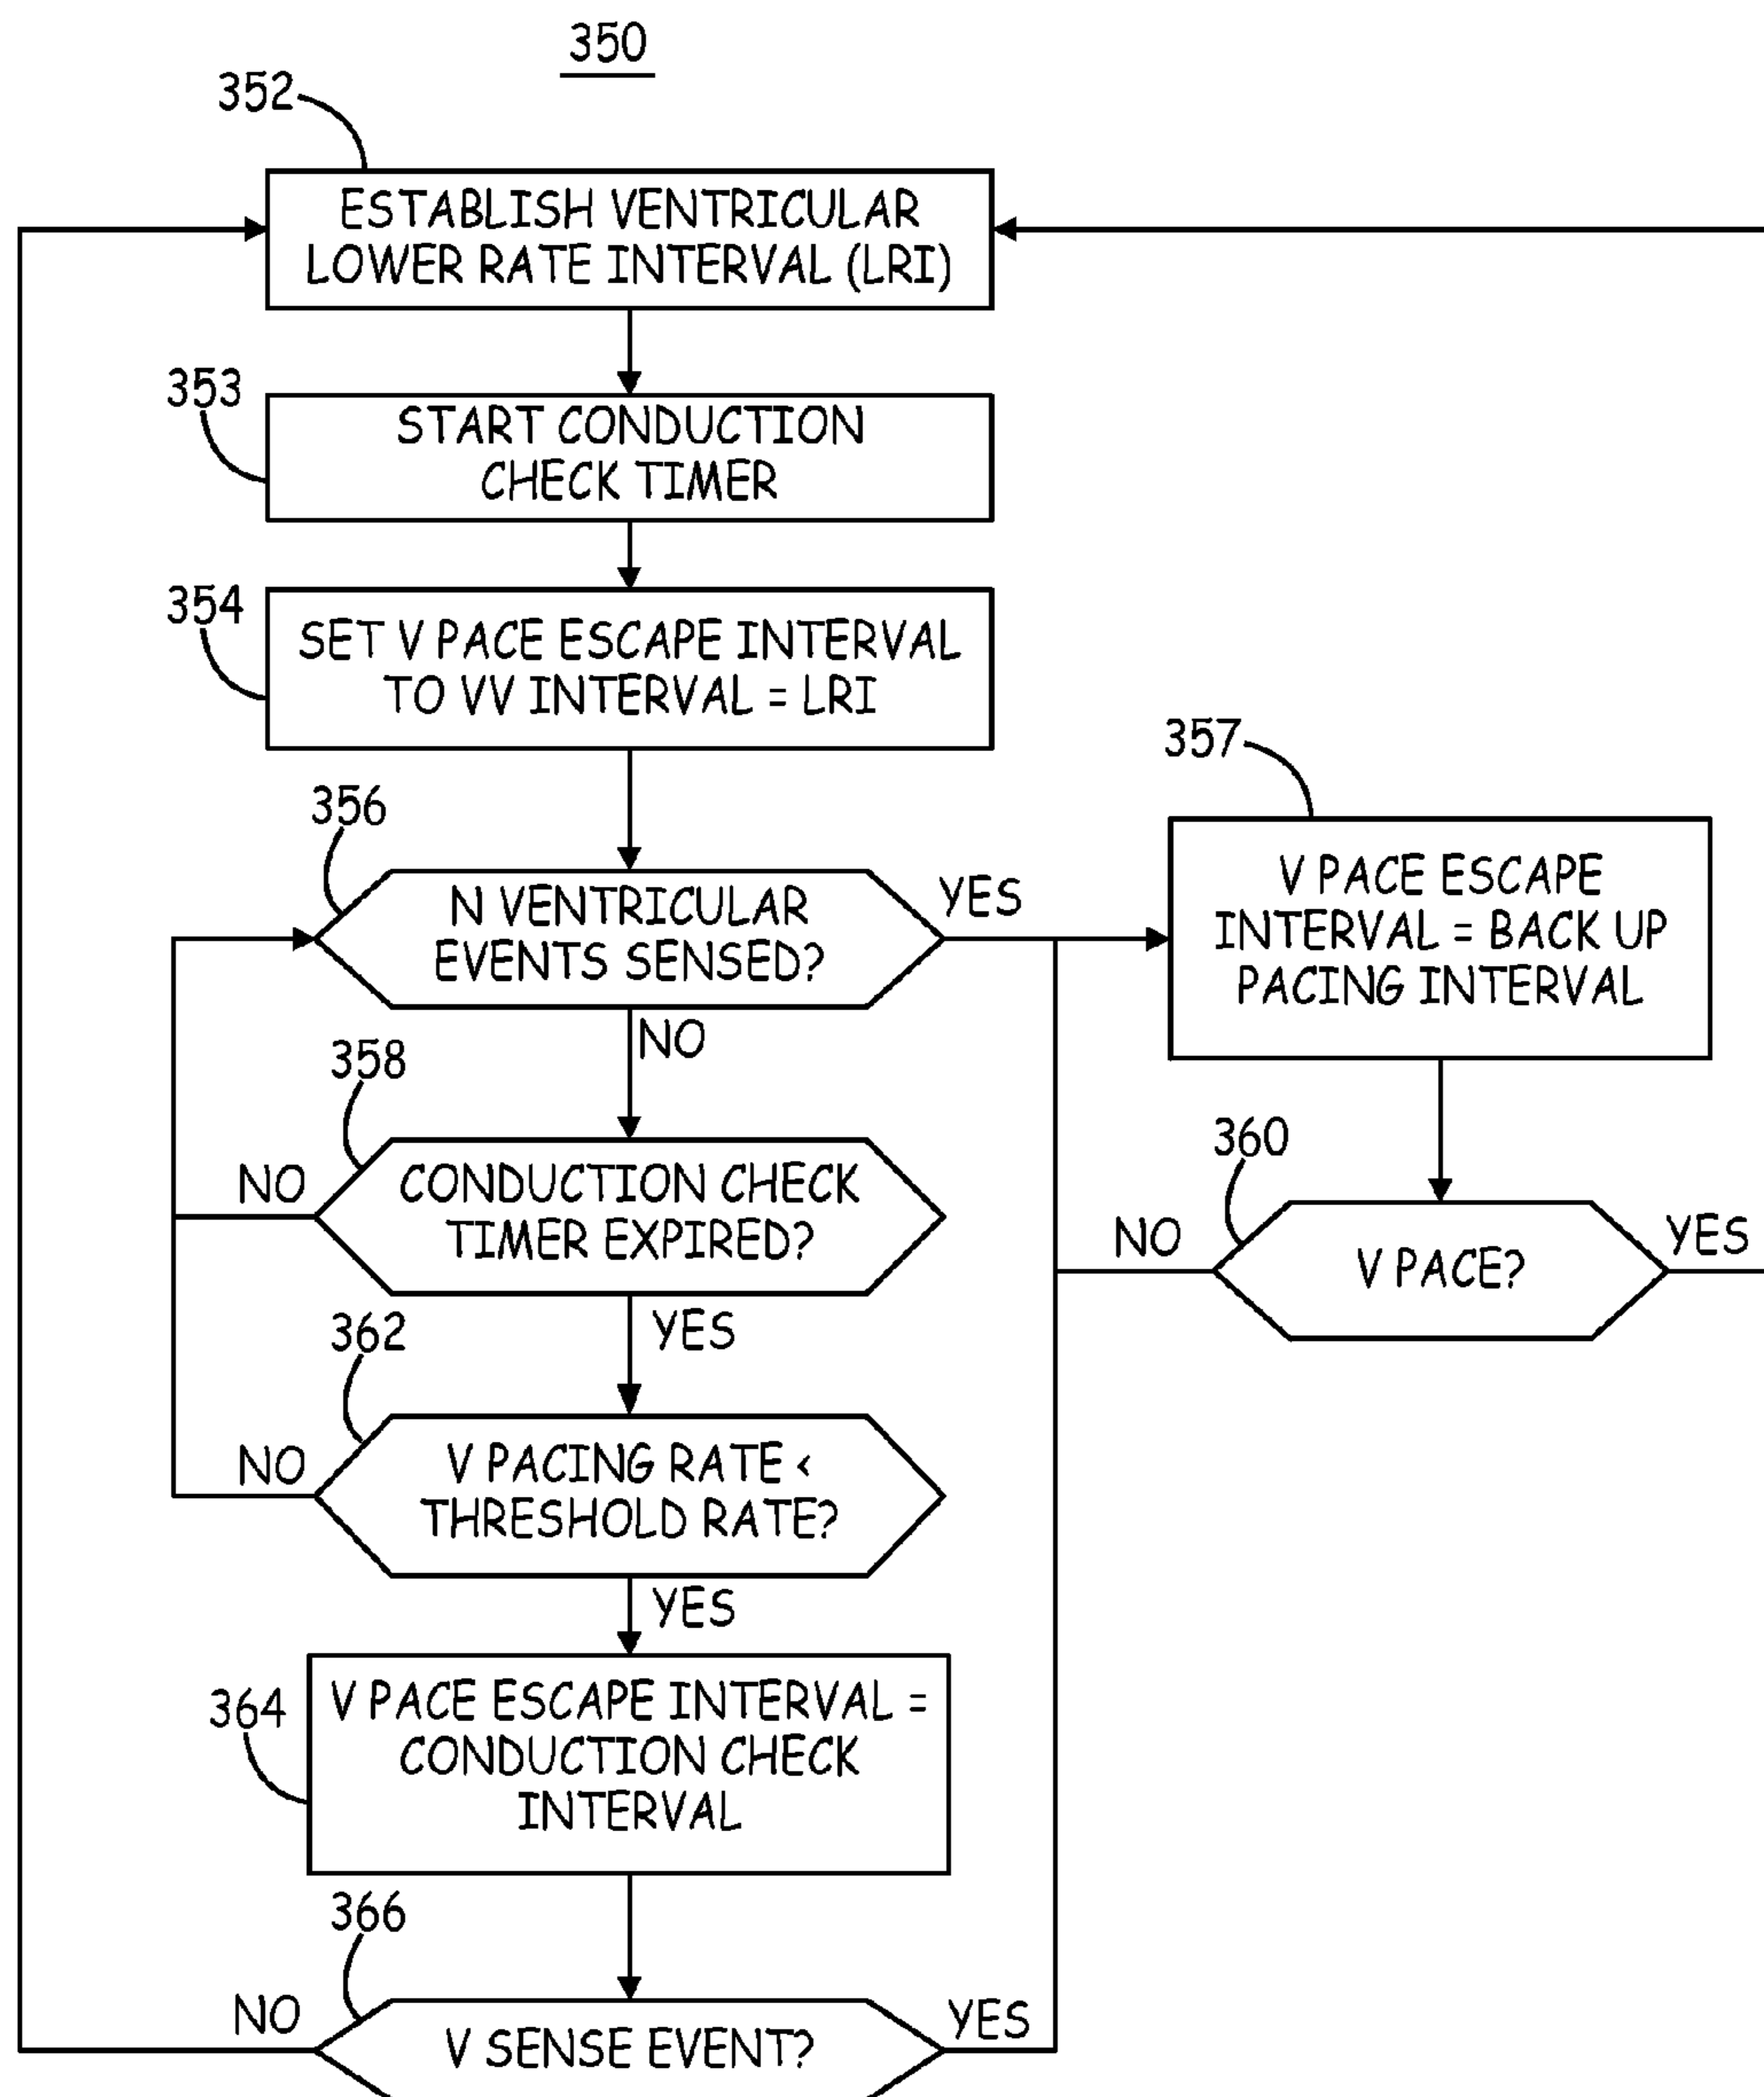 350
352
ESTABLISH VENTRICULAR
LOWER RATE INTERVAL (LRI)
353
START CONDUCTION
CHECK TIMER
354
SET V PACE ESCAPE INTERVAL
TO VV INTERVAL = LRI
356
N VENTRICULAR
EVENTS SENSED?
YES
NO
357
V PACE ESCAPE
INTERVAL = BACK UP
PACING INTERVAL
358
CONDUCTION CHECK
TIMER EXPIRED?
NO
YES
360
V PACE?
NO
YES
362
V PACING RATE <
THRESHOLD RATE?
NO
YES
364
V PACE ESCAPE INTERVAL =
CONDUCTION CHECK
INTERVAL
366
V SENSE EVENT?
NO
YES